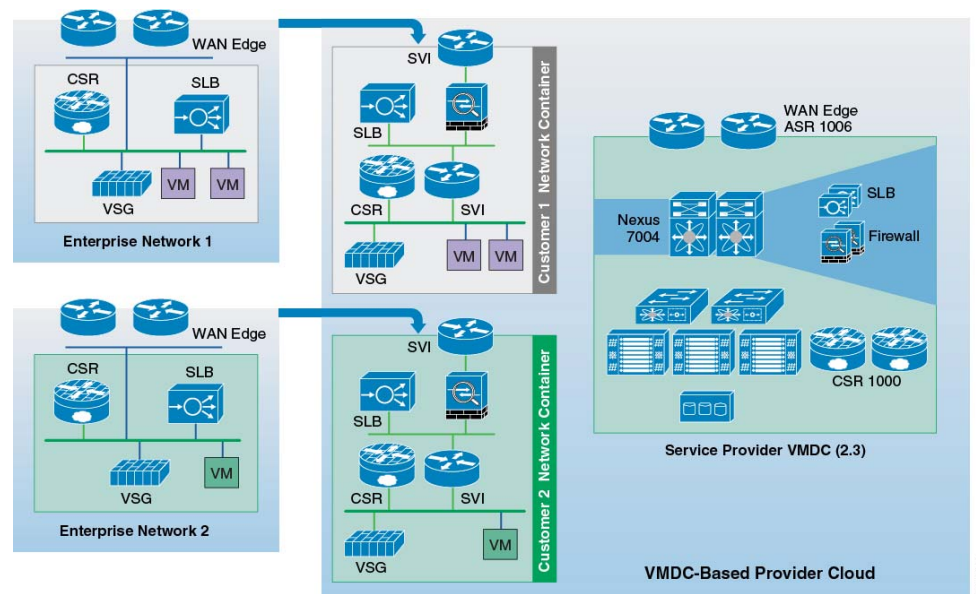 WAN Edge
CSR
SLB
VM
VM
VSG
Enterprise Network 1
SVI
SLB
CSR
SVI
VM
VM
VSG
Customer 1 Network Container
WAN Edge
CSR
SLB
VM
VSG
Enterprise Network 2
SVI
SLB
CSR
SVI
VM
VSG
Customer 2 Network Container
WAN Edge
ASR 1006
Nexus
7004
SLB
Firewall
CSR 1000
Service Provider VMDC (2.3)
VMDC-Based Provider Cloud